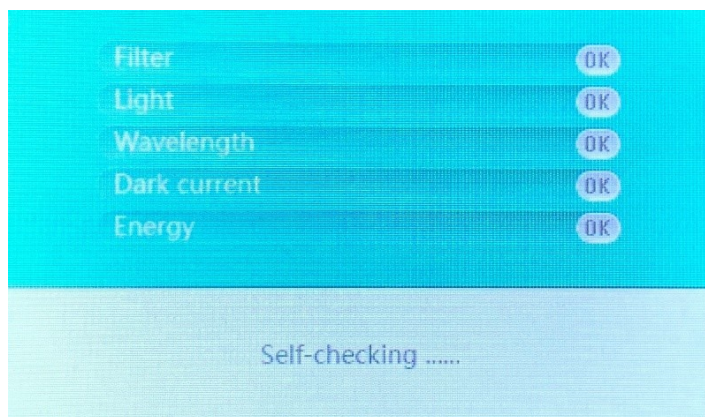 Filter OK
Light OK
Wavelength OK
Dark current OK
Energy OK
Self-checking ......